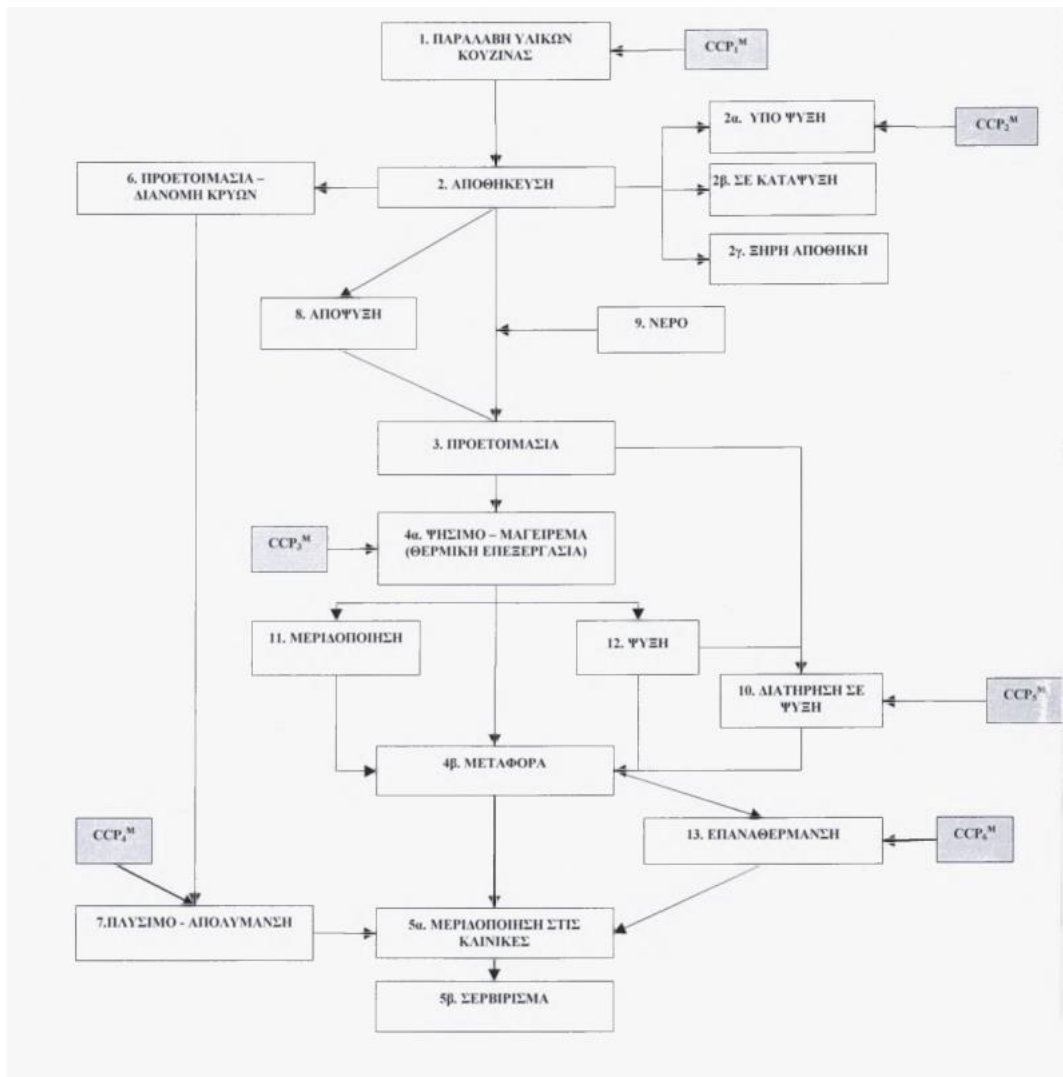 1. ΠΑΡΑΛΑΒΗ ΥΛΙΚΩΝ
ΚΟΥΖΙΝΑΣ
CCP₁ᴹ
2α. ΥΠΟ ΨΥΞΗ
CCP₂ᴹ
6. ΠΡΟΕΤΟΙΜΑΣΙΑ –
ΔΙΑΝΟΜΗ ΚΡΥΩΝ
2. ΑΠΟΘΗΚΕΥΣΗ
2β. ΣΕ ΚΑΤΑΨΥΞΗ
2γ. ΞΗΡΗ ΑΠΟΘΗΚΗ
8. ΑΠΟΨΥΞΗ
9. ΝΕΡΟ
3. ΠΡΟΕΤΟΙΜΑΣΙΑ
CCP₃ᴹ
4α. ΨΗΣΙΜΟ – ΜΑΓΕΙΡΕΜΑ
(ΘΕΡΜΙΚΗ ΕΠΕΞΕΡΓΑΣΙΑ)
11. ΜΕΡΙΔΟΠΟΙΗΣΗ
12. ΨΥΞΗ
10. ΔΙΑΤΗΡΗΣΗ ΣΕ
ΨΥΞΗ
CCP₅ᴹ
4β. ΜΕΤΑΦΟΡΑ
CCP₄ᴹ
13. ΕΠΑΝΑΘΕΡΜΑΝΣΗ
CCP₆ᴹ
7.ΠΛΥΣΙΜΟ - ΑΠΟΛΥΜΑΝΣΗ
5α. ΜΕΡΙΔΟΠΟΙΗΣΗ ΣΤΙΣ
ΚΛΙΝΙΚΕΣ
5β. ΣΕΡΒΙΡΙΣΜΑ